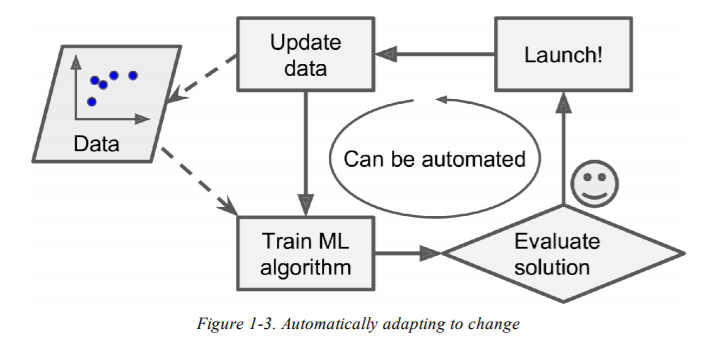 Update
data
Launch!
Data
Can be automated
Train ML
algorithm
Evaluate
solution
Figure 1-3. Automatically adapting to change